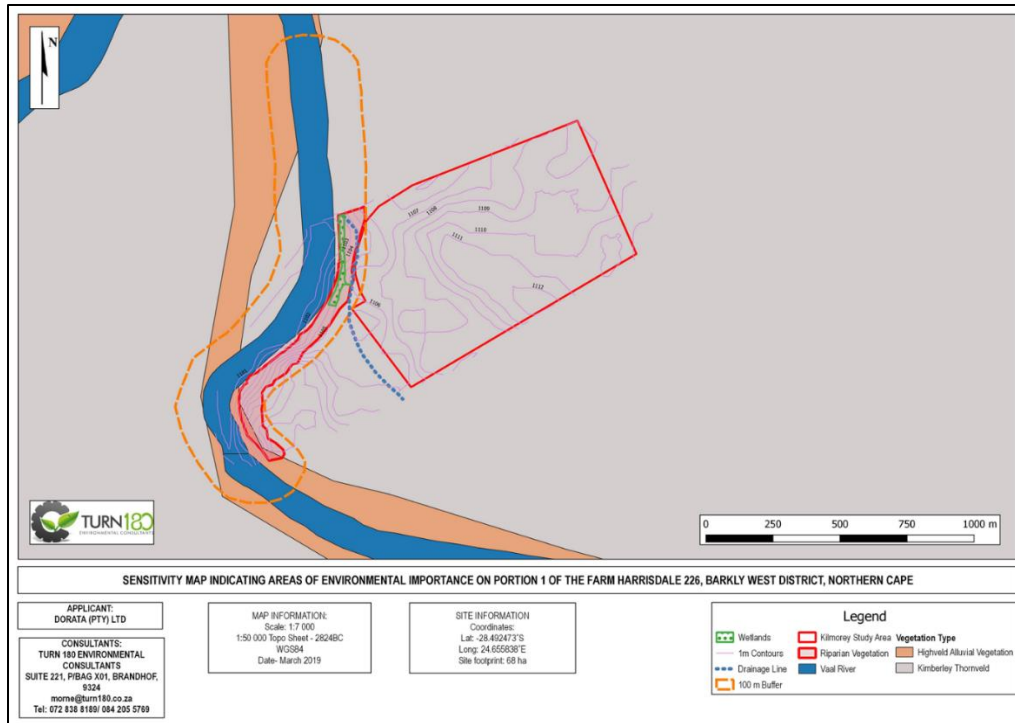 N
1107
1108
1109
1110
1111
1112
1106
TURN180
ENVIRONMENTAL CONSULTANTS
0 250 500 750 1000 m
SENSITIVITY MAP INDICATING AREAS OF ENVIRONMENTAL IMPORTANCE ON PORTION 1 OF THE FARM HARRISDALE 226, BARKLY WEST DISTRICT, NORTHERN CAPE
APPLICANT:
DORATA (PTY) LTD
CONSULTANTS:
TURN 180 ENVIRONMENTAL
CONSULTANTS
SUITE 221, P/BAG X01, BRANDHOF,
9324
morne@turn180.co.za
Tel: 072 838 8189/ 084 205 5769
MAP INFORMATION:
Scale: 1:7 000
1:50 000 Topo Sheet - 2824BC
WGS84
Date- March 2019
SITE INFORMATION
Coordinates:
Lat: -28.492473°S
Long: 24.655838°E
Site footprint: 68 ha
Legend
Wetlands
1m Contours
Drainage Line
100 m Buffer
Kilmorey Study Area
Riparian Vegetation
Vaal River
Vegetation Type
Highveld Alluvial Vegetation
Kimberley Thornveld